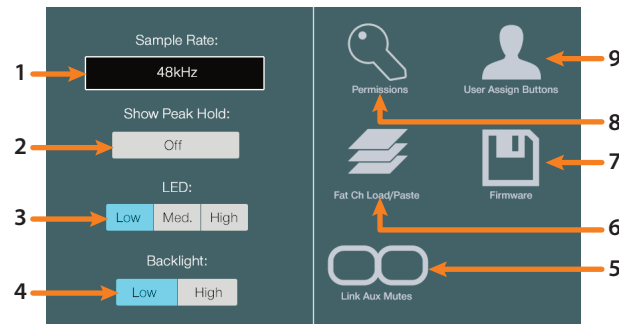 Sample Rate:
1
48kHz
Show Peak Hold:
2
Off
LED:
3
Low Med. High
Backlight:
4
Low High
9
Permissions User Assign Buttons
8
7
Fat Ch Load/Paste Firmware
6
5
Link Aux Mutes